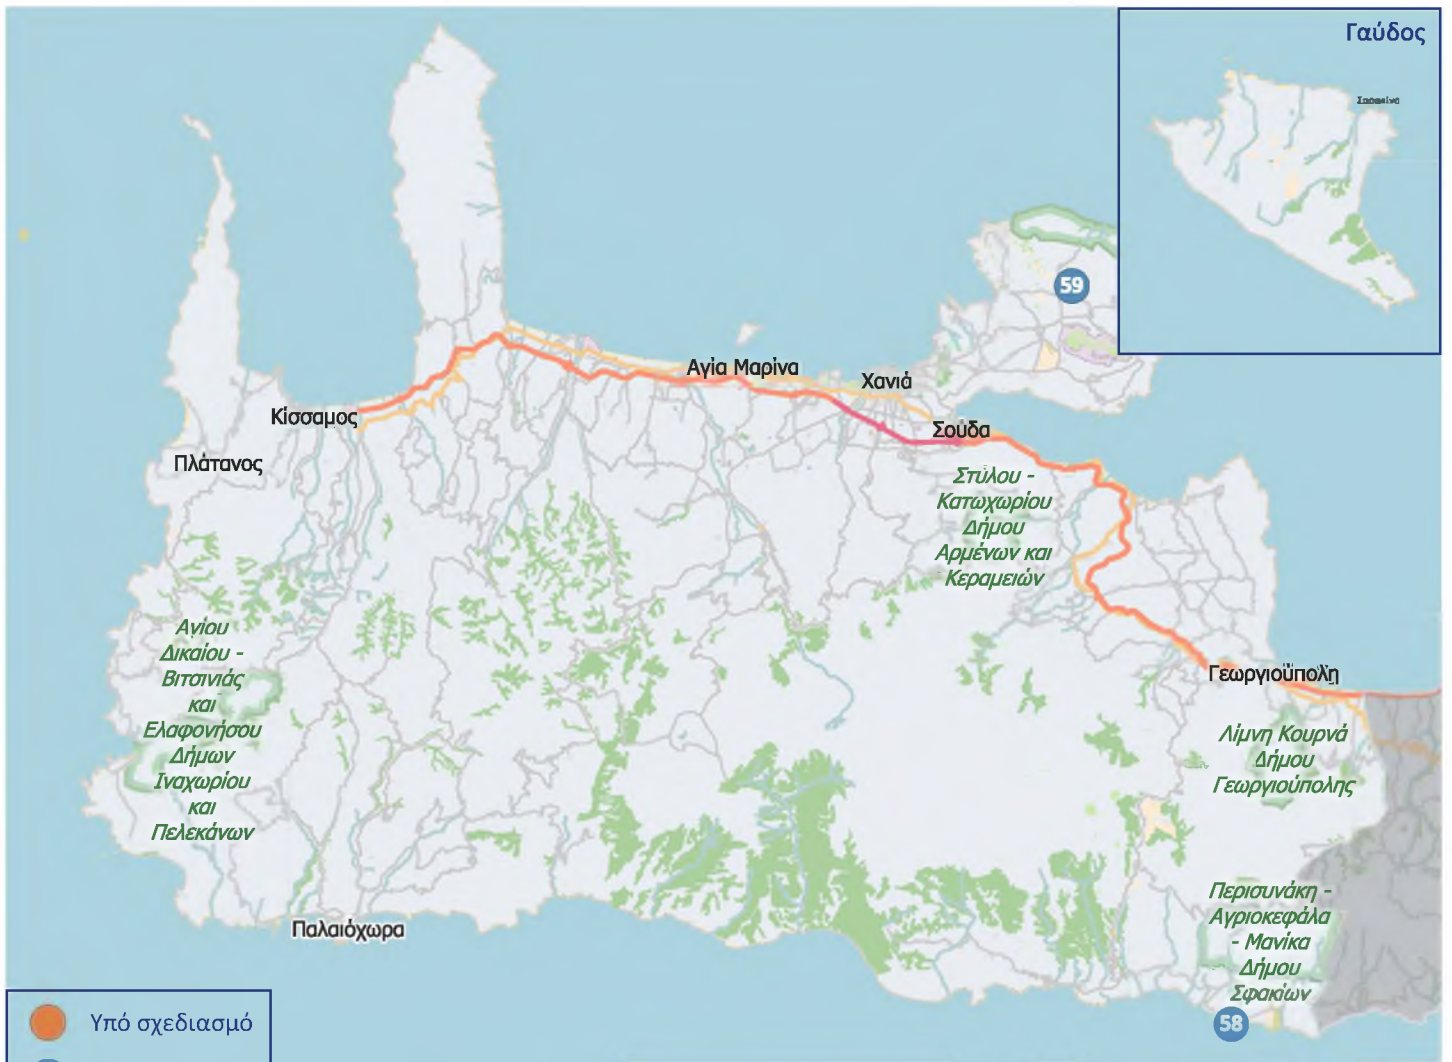 Γαύδος
59
Αγία Μαρίνα
Χανιά
Κίσσαμος
Σούδα
Πλάτανος
Στύλου -
Κατωχωρίου
Δήμου
Αρμένων και
Κεραμειών
Αγίου
Δικαίου -
Βιτσινιάς
και
Ελαφονήσου
Δήμων
Ιναχωρίου
και
Πελεκάνων
Γεωργιούπολη
Λίμνη Κουρνά
Δήμου
Γεωργιούπολης
Περισυνάκη -
Αγριοκεφάλα
- Μανίκα
Δήμου
Σφακίων
Παλαιόχωρα
58
Υπό σχεδιασμό